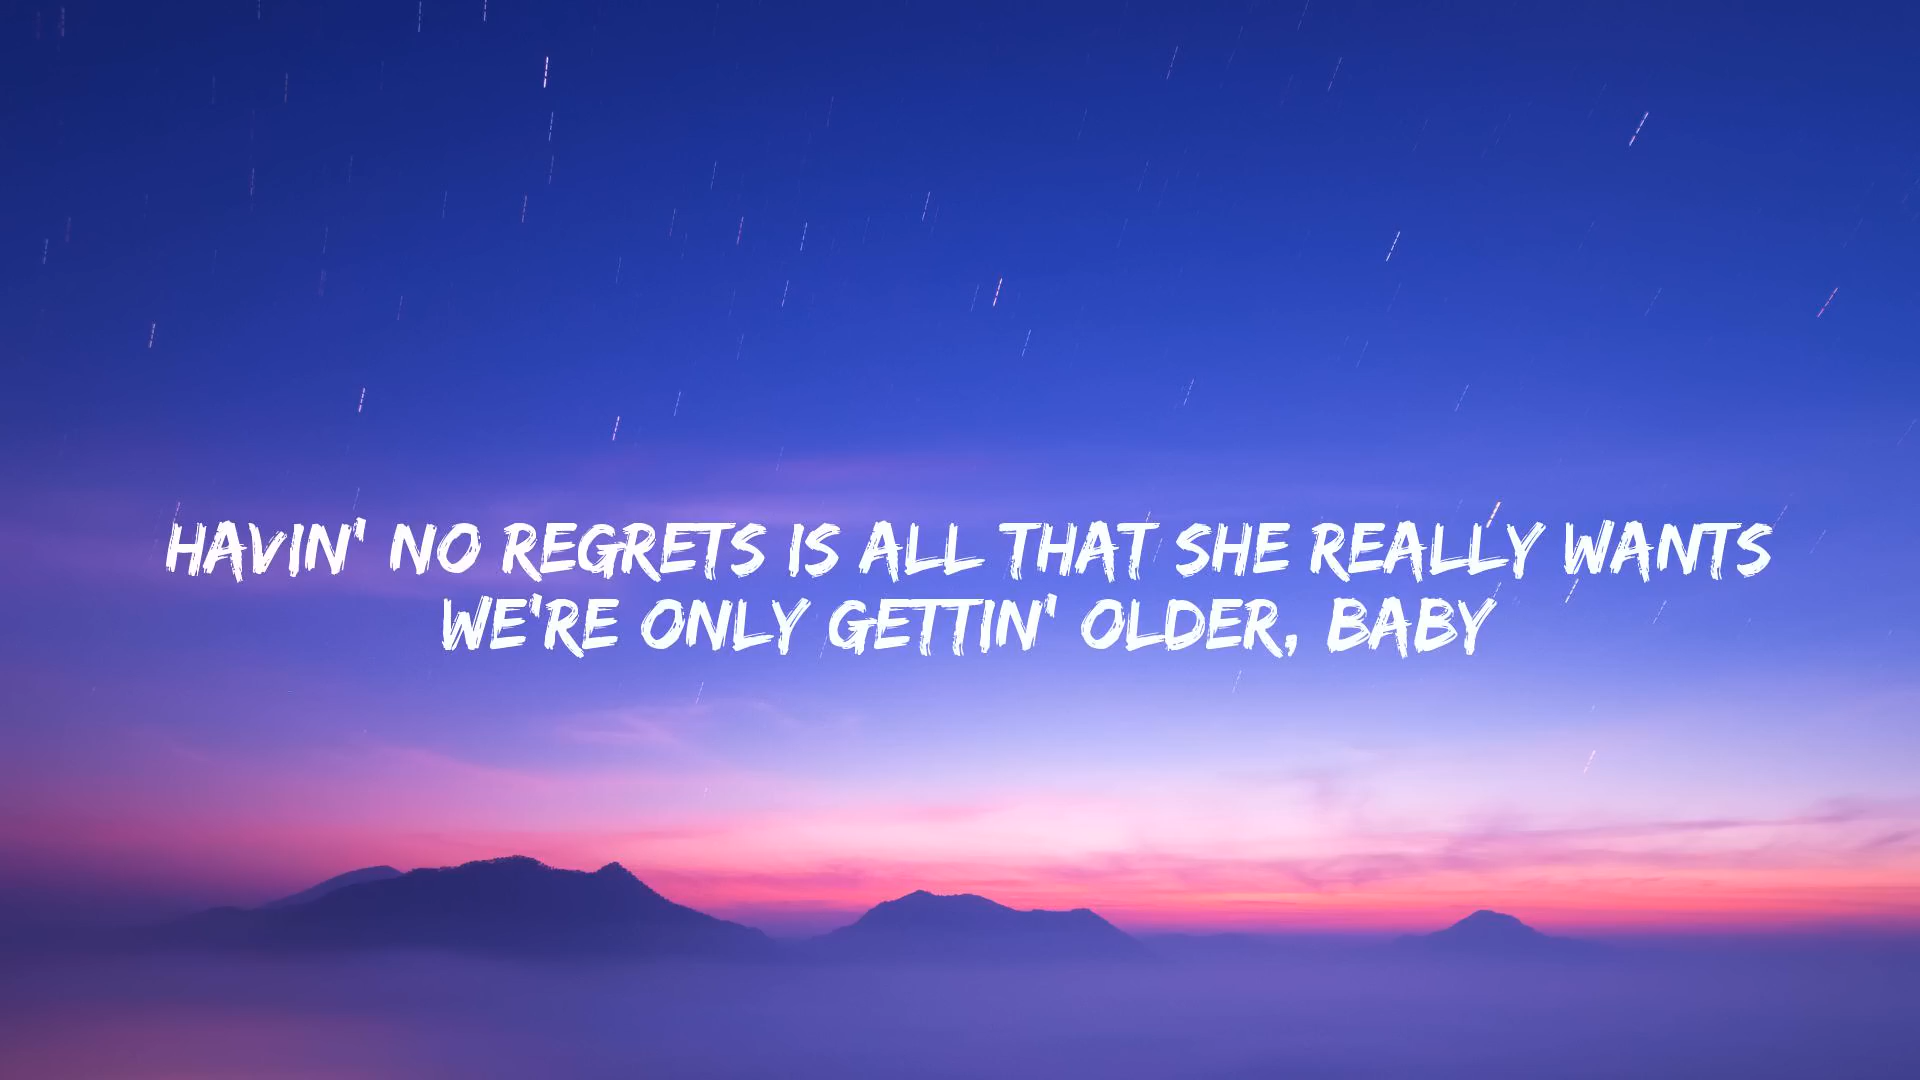 HAVIN' NO REGRETS IS ALL THAT SHE REALLY WANTS
WE'RE ONLY GETTIN' OLDER, BABY